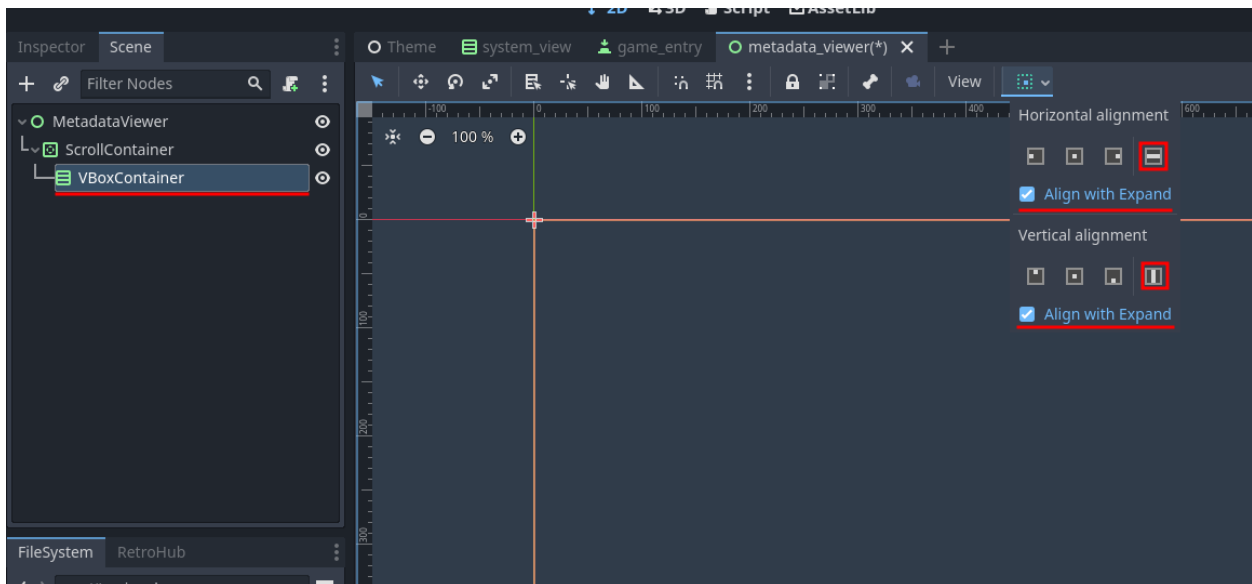 2D 3D Script AssetLib
Inspector Scene
Theme system_view game_entry metadata_viewer(*)
Filter Nodes
View
MetadataViewer
ScrollContainer
VBoxContainer
-100 0 100 200 300 400 600
100 %
Horizontal alignment
Align with Expand
Vertical alignment
Align with Expand
0
100
200
300
FileSystem RetroHub